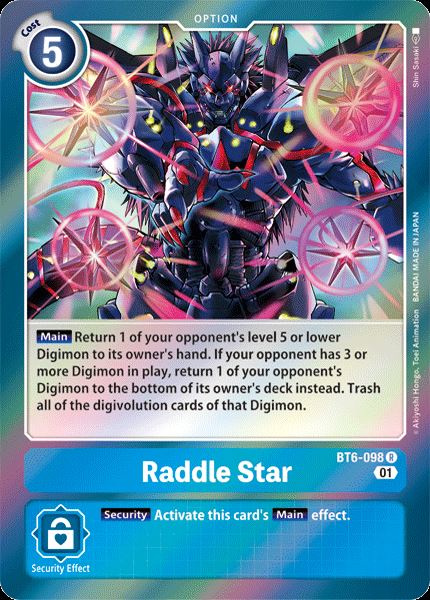 OPTION
Cost
5
Shin Sasaki
© Akiyoshi Hongo, Toei Animation BANDAI MADE IN JAPAN
Main Return 1 of your opponent's level 5 or lower
Digimon to its owner's hand. If your opponent has 3 or
more Digimon in play, return 1 of your opponent's
Digimon to the bottom of its owner's deck instead. Trash
all of the digivolution cards of that Digimon.
BT6-098 R
Raddle Star
01
Security Activate this card's Main effect.
Security Effect